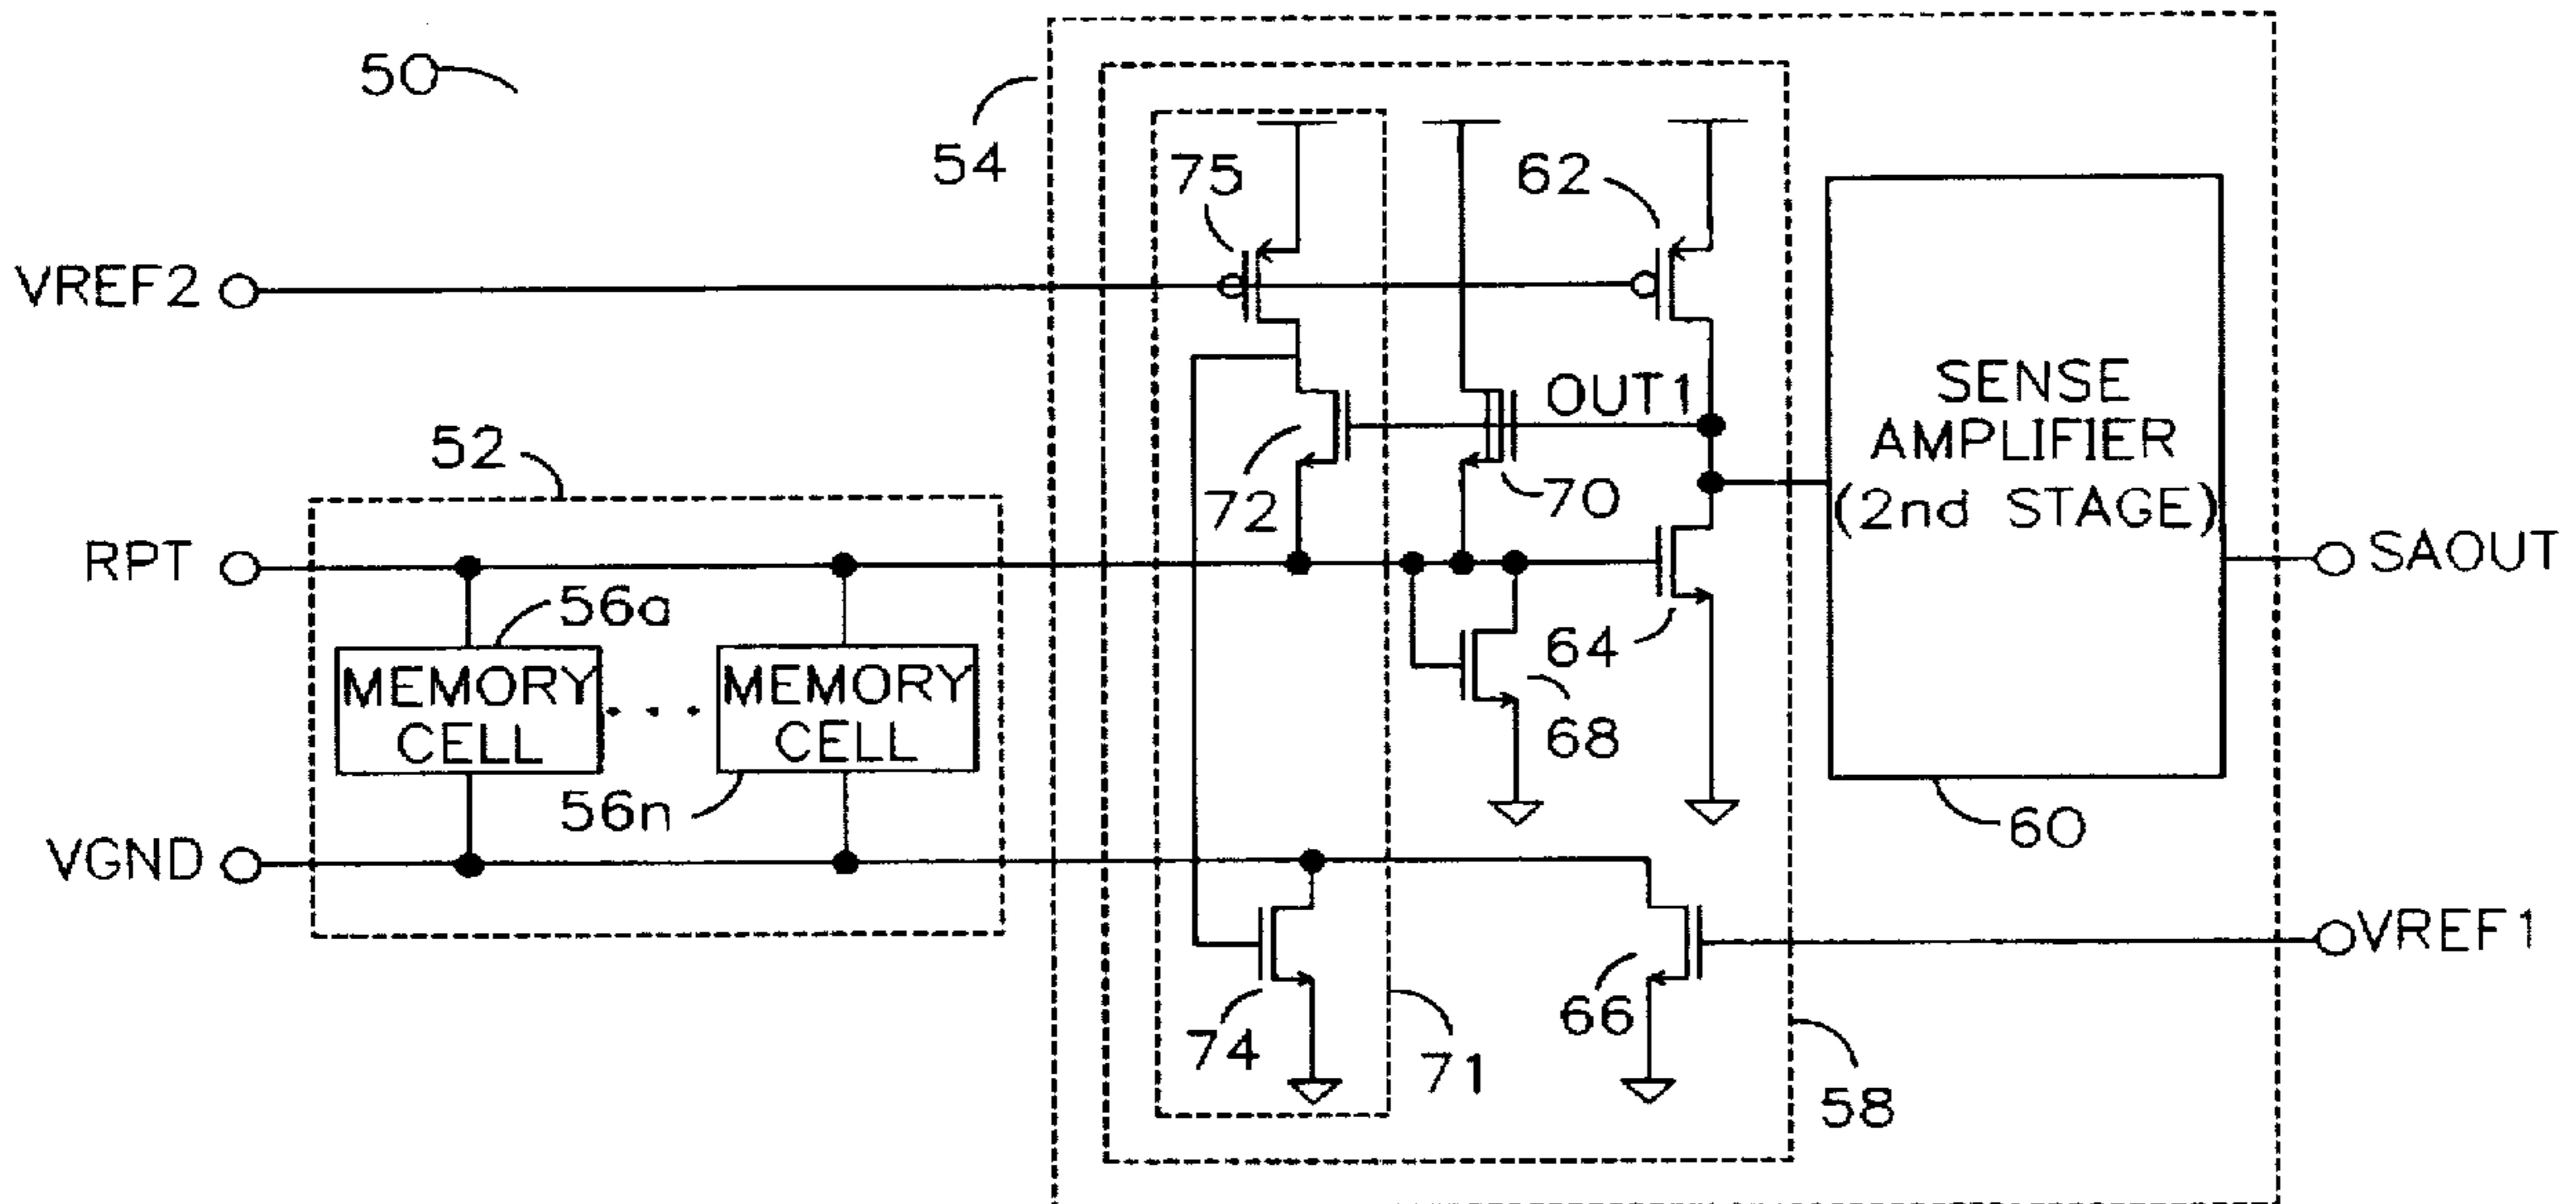 50
54
75
62
VREF2
OUT1
SENSE
AMPLIFIER
(2nd STAGE)
52
72
70
RPT
SAOUT
56a
64
MEMORY
CELL
MEMORY
CELL
68
56n
60
VGND
VREF1
66
74
71
58